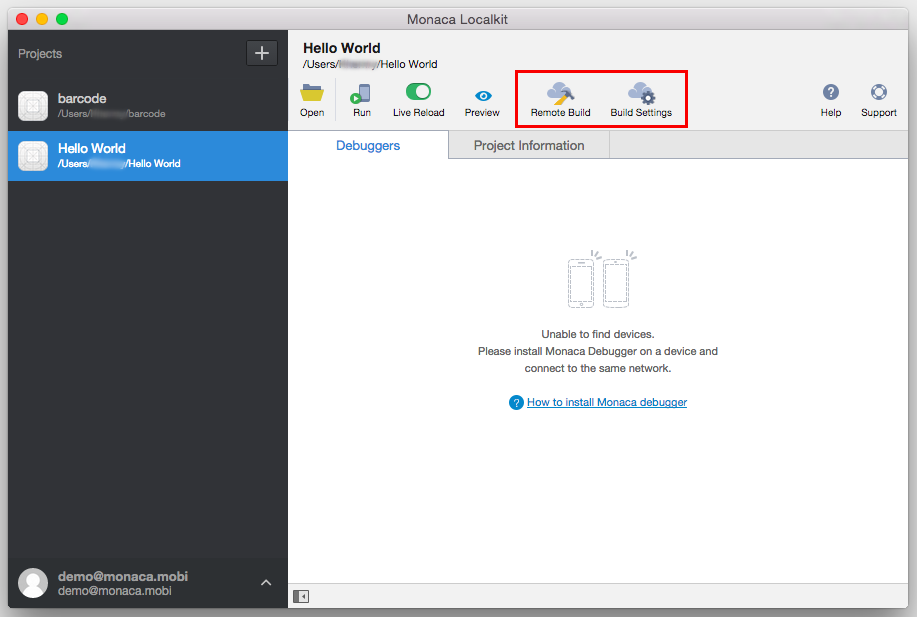 Monaca Localkit
Projects
barcode
/Users/ /barcode
Hello World
/Users/ /Hello World
demo@monaca.mobi
demo@monaca.mobi
Hello World
/Users/ /Hello World
Open
Run
Live Reload
Preview
Remote Build
Build Settings
Help
Support
Debuggers
Project Information
Unable to find devices.
Please install Monaca Debugger on a device and
connect to the same network.
? How to install Monaca debugger